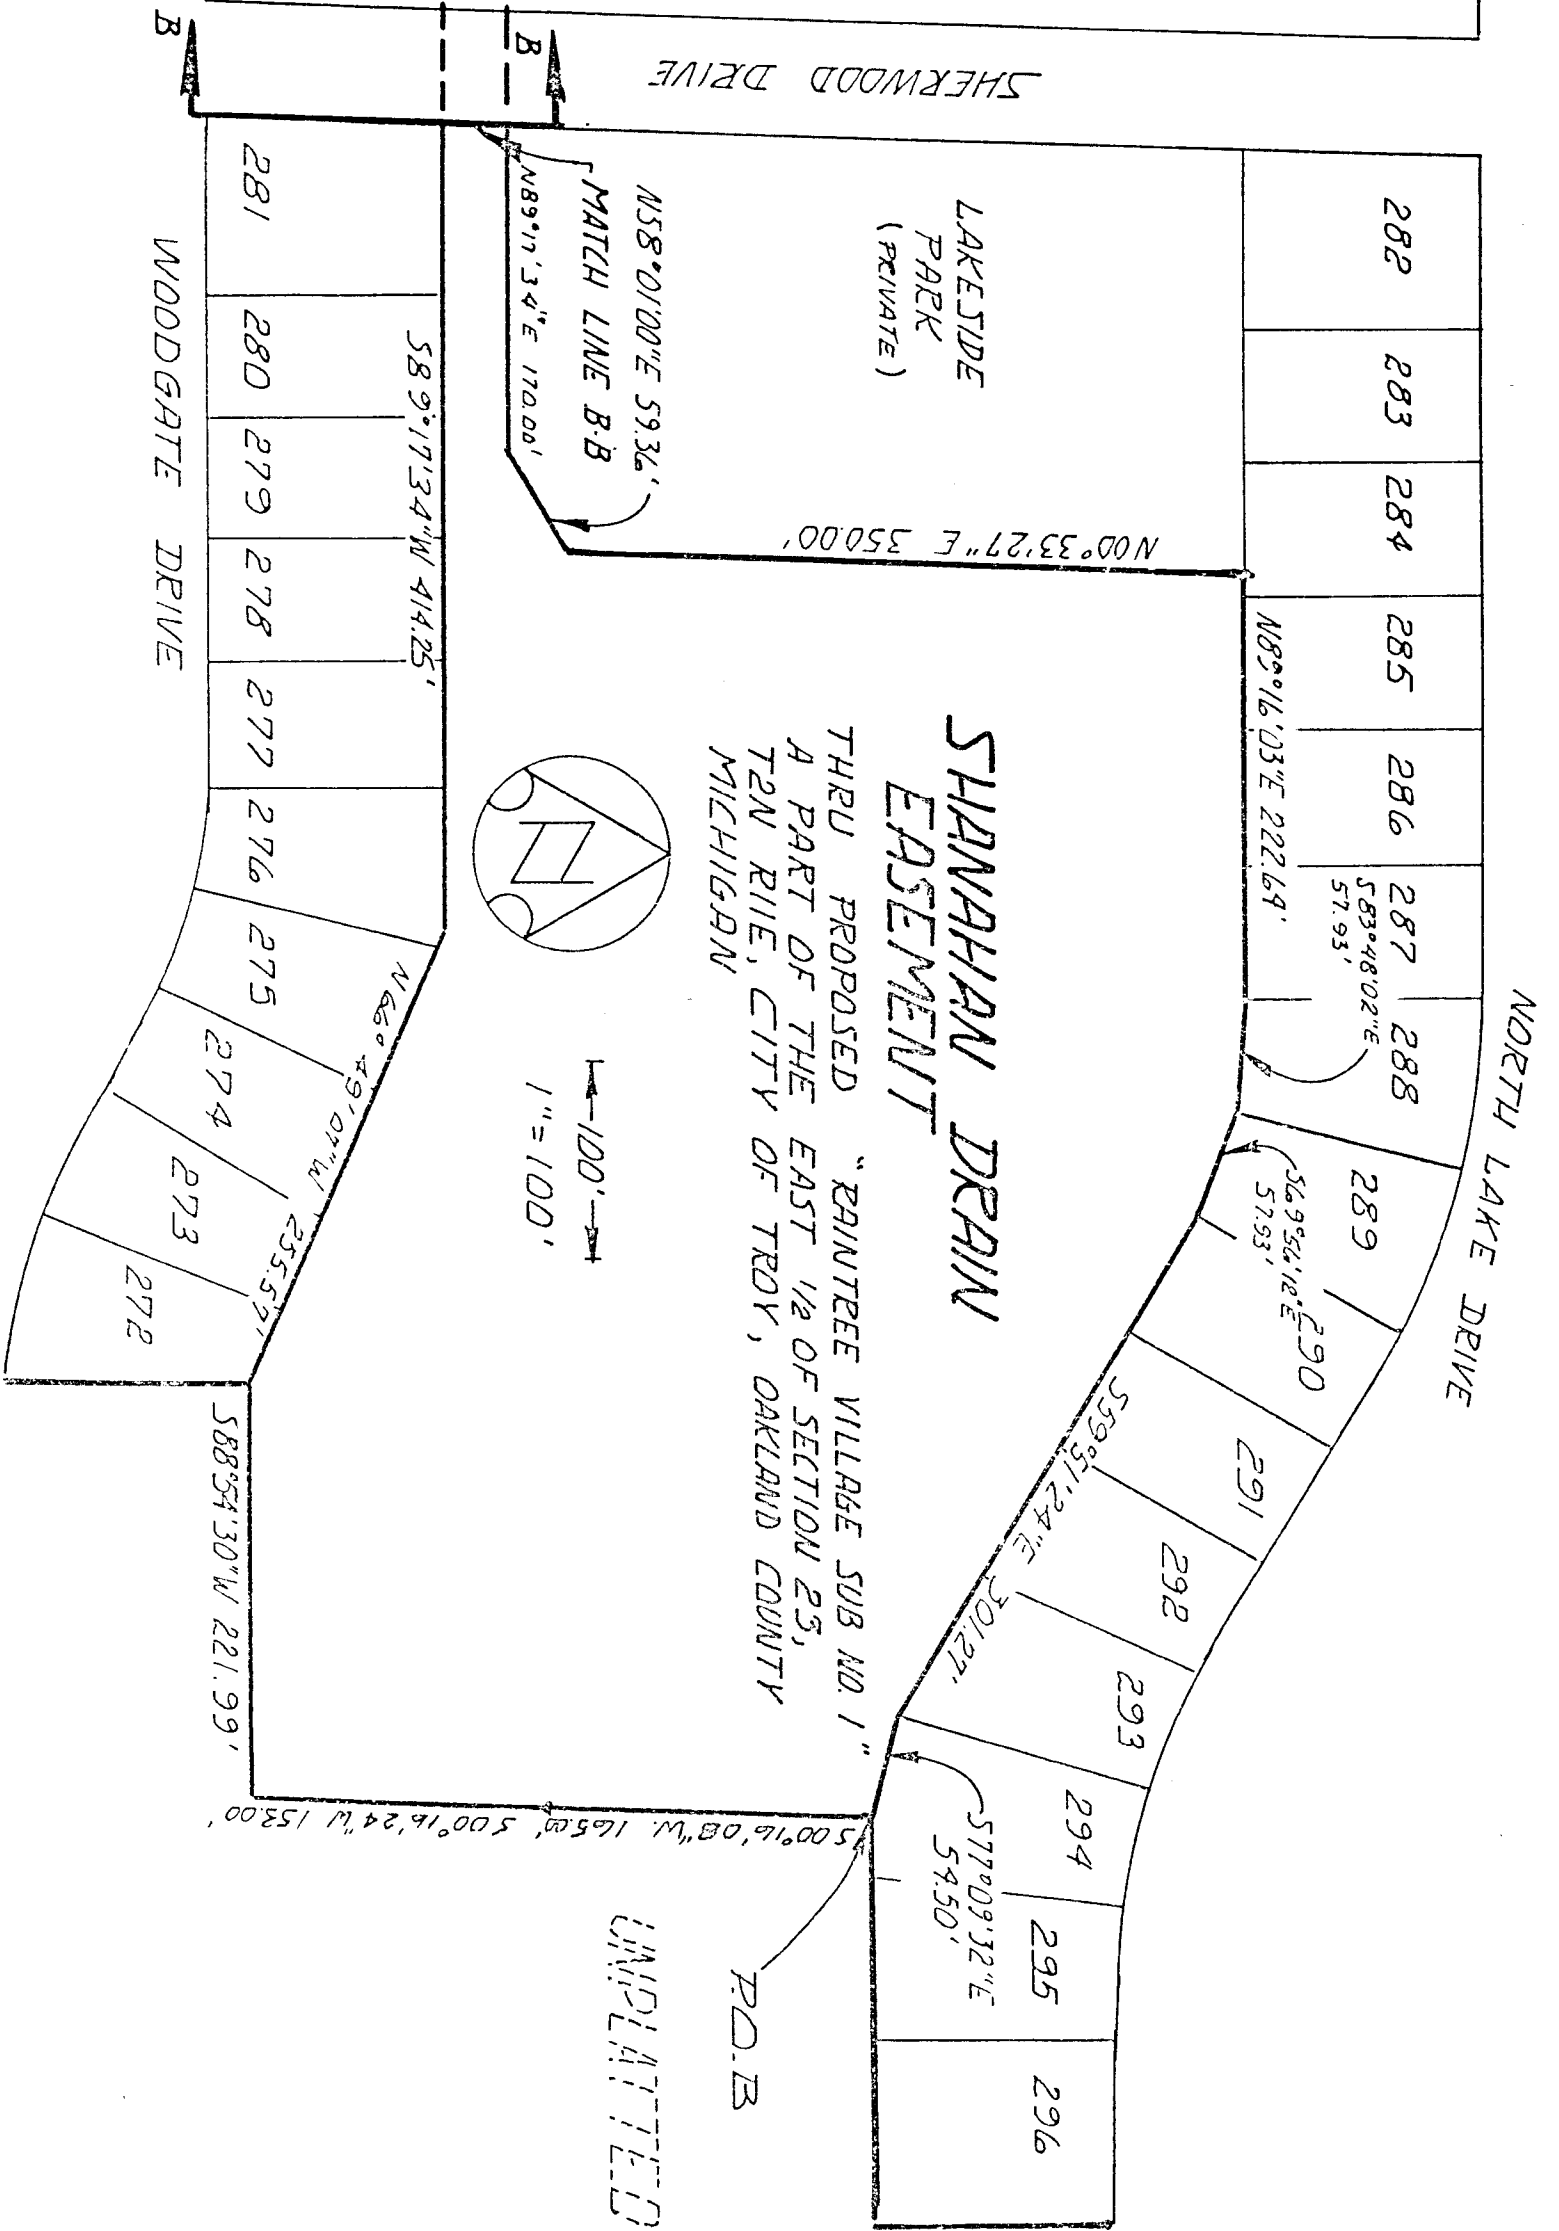 SHERWOOD DRIVE
B
B
282
283
284
285
286
287
288
289
290
291
292
293
294
295
296
NORTH LAKE DRIVE
LAKESIDE
PARK
(PRIVATE)
N89°16'03"E 222.64'
S83°48'02"E
57.93'
S69°56'12"E
57.93'
S59°51'24"E 301.27'
S77°09'32"E
54.50'
N00°33'27"E 350.00'
N58°01'00"E 59.36'
MATCH LINE B-B
N89°17'34"E 170.00'
SHANAHAN DRAIN
EASEMENT
THRU PROPOSED "RAINTREE VILLAGE SUB NO. 1"
A PART OF THE EAST 1/2 OF SECTION 25,
T2N R11E, CITY OF TROY, OAKLAND COUNTY
MICHIGAN
N
100'
1"=100'
P.O.B
UNPLATTED
S00°16'08"W 165.00'
S00°16'24"W 153.00'
S89°17'34"W 414.25'
N66°49'07"W 255.57'
S88°54'30"W 221.99'
281
280
279
278
277
276
275
274
273
272
WOODGATE DRIVE